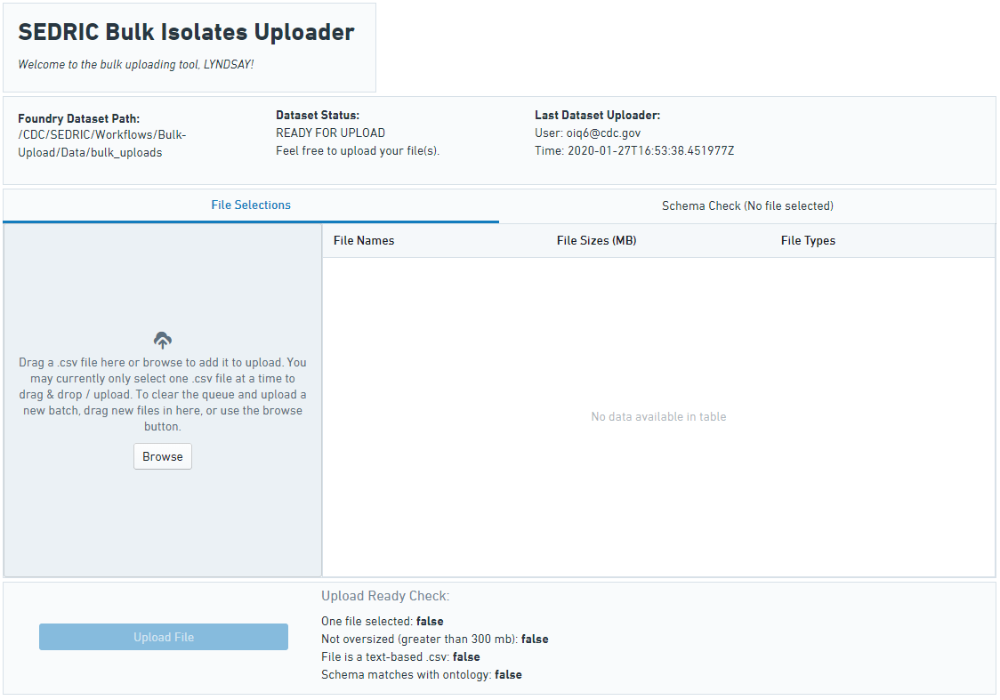 SEDRIC Bulk Isolates Uploader
Welcome to the bulk uploading tool, LYNDSAY!
Foundry Dataset Path:
/CDC/SEDRIC/Workflows/Bulk-
Upload/Data/bulk_uploads
Dataset Status:
READY FOR UPLOAD
Feel free to upload your file(s).
Last Dataset Uploader:
User: oiq6@cdc.gov
Time: 2020-01-27T16:53:38.451977Z
File Selections
Schema Check (No file selected)
File Names
File Sizes (MB)
File Types
Drag a .csv file here or browse to add it to upload. You
may currently only select one .csv file at a time to
drag & drop / upload. To clear the queue and upload a
new batch, drag new files in here, or use the browse
button.
Browse
No data available in table
Upload File
Upload Ready Check:
One file selected: false
Not oversized (greater than 300 mb): false
File is a text-based .csv: false
Schema matches with ontology: false